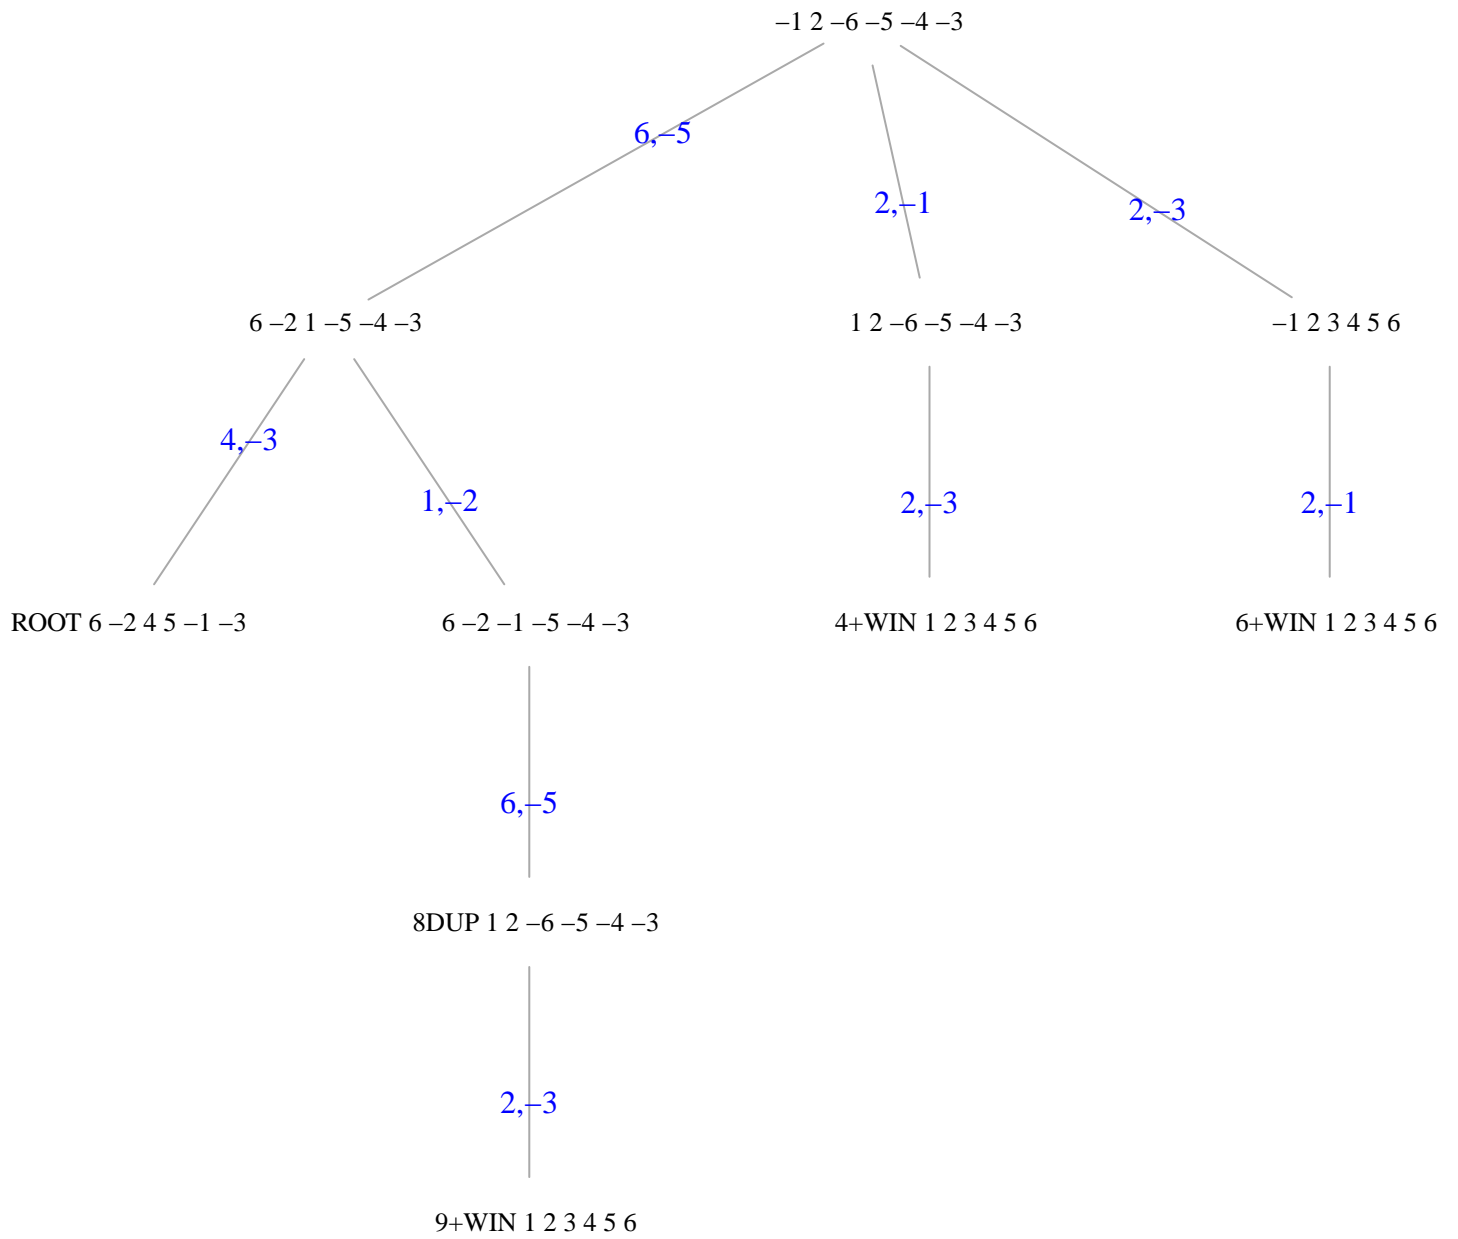 –1 2 –6 –5 –4 –3
6,–5
2,–1
2,–3
6 –2 1 –5 –4 –3
1 2 –6 –5 –4 –3
–1 2 3 4 5 6
4,–3
1,–2
2,–3
2,–1
ROOT 6 –2 4 5 –1 –3
6 –2 –1 –5 –4 –3
4+WIN 1 2 3 4 5 6
6+WIN 1 2 3 4 5 6
6,–5
8DUP 1 2 –6 –5 –4 –3
2,–3
9+WIN 1 2 3 4 5 6